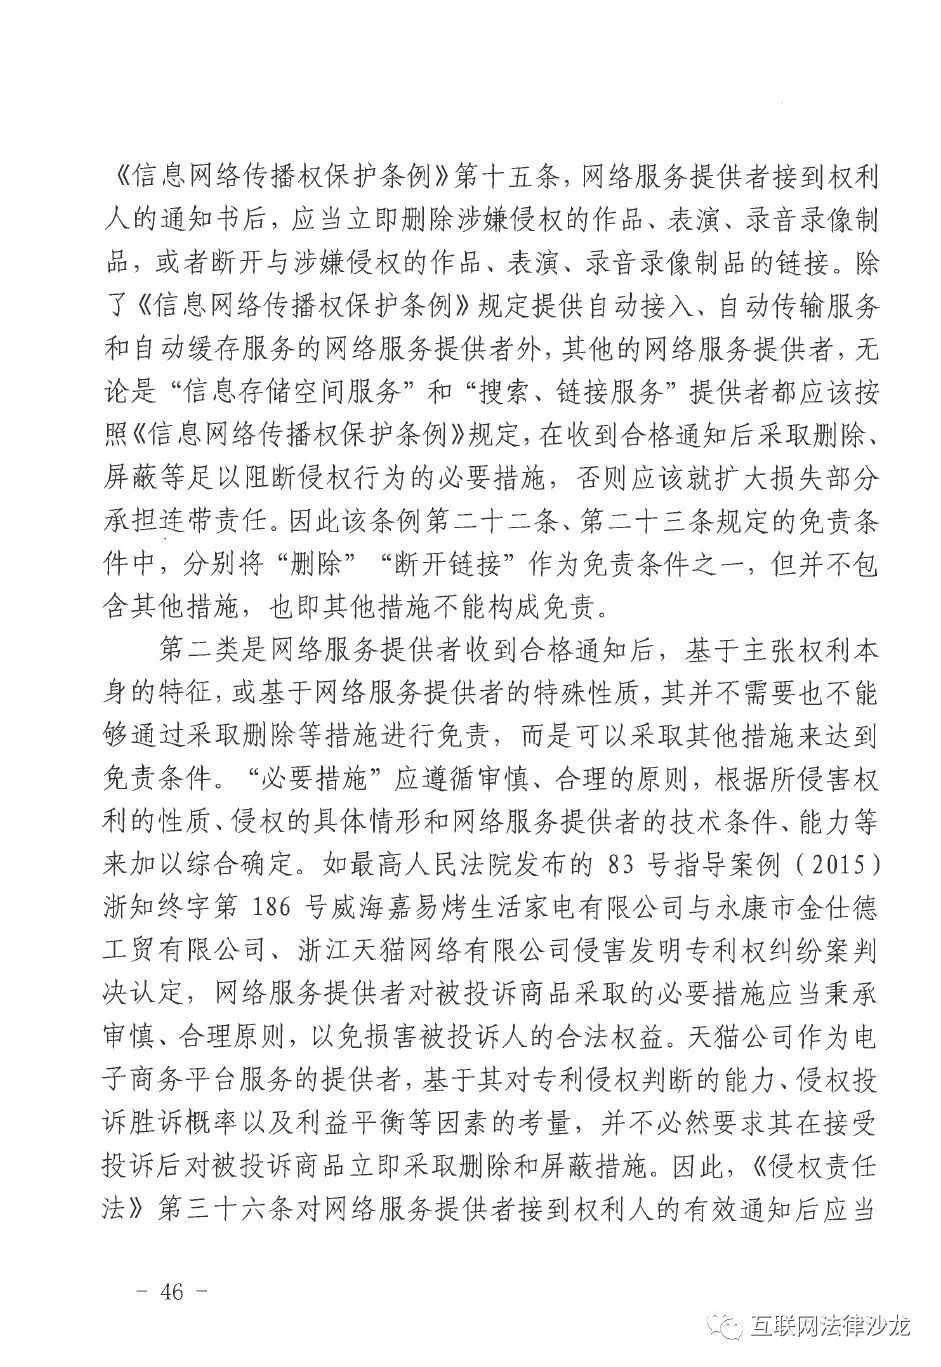 《信息网络传播权保护条例》第十五条，网络服务提供者接到权利
人的通知书后，应当立即删除涉嫌侵权的作品、表演、录音录像制
品，或者断开与涉嫌侵权的作品、表演、录音录像制品的链接。除
了《信息网络传播权保护条例》规定提供自动接入、自动传输服务
和自动缓存服务的网络服务提供者外，其他的网络服务提供者，无
论是“信息存储空间服务”和“搜索、链接服务”提供者都应该按
照《信息网络传播权保护条例》规定，在收到合格通知后采取删除、
屏蔽等足以阻断侵权行为的必要措施，否则应该就扩大损失部分
承担连带责任。因此该条例第二十二条、第二十三条规定的免责条
件中，分别将“删除”“断开链接”作为免责条件之一，但并不包
含其他措施，也即其他措施不能构成免责。
第二类是网络服务提供者收到合格通知后，基于主张权利本
身的特征，或基于网络服务提供者的特殊性质，其并不需要也不能
够通过采取删除等措施进行免责，而是可以采取其他措施来达到
免责条件。“必要措施”应遵循审慎、合理的原则，根据所侵害权
利的性质、侵权的具体情形和网络服务提供者的技术条件、能力等
来加以综合确定。如最高人民法院发布的 83 号指导案例（2015）
浙知终字第 186 号威海嘉易烤生活家电有限公司与永康市金仕德
工贸有限公司、浙江天猫网络有限公司侵害发明专利权纠纷案判
决认定，网络服务提供者对被投诉商品采取的必要措施应当秉承
审慎、合理原则，以免损害被投诉人的合法权益。天猫公司作为电
子商务平台服务的提供者，基于其对专利侵权判断的能力、侵权投
诉胜诉概率以及利益平衡等因素的考量，并不必然要求其在接受
投诉后对被投诉商品立即采取删除和屏蔽措施。因此，《侵权责任
法》第三十六条对网络服务提供者接到权利人的有效通知后应当
- 46 -
互联网法律沙龙